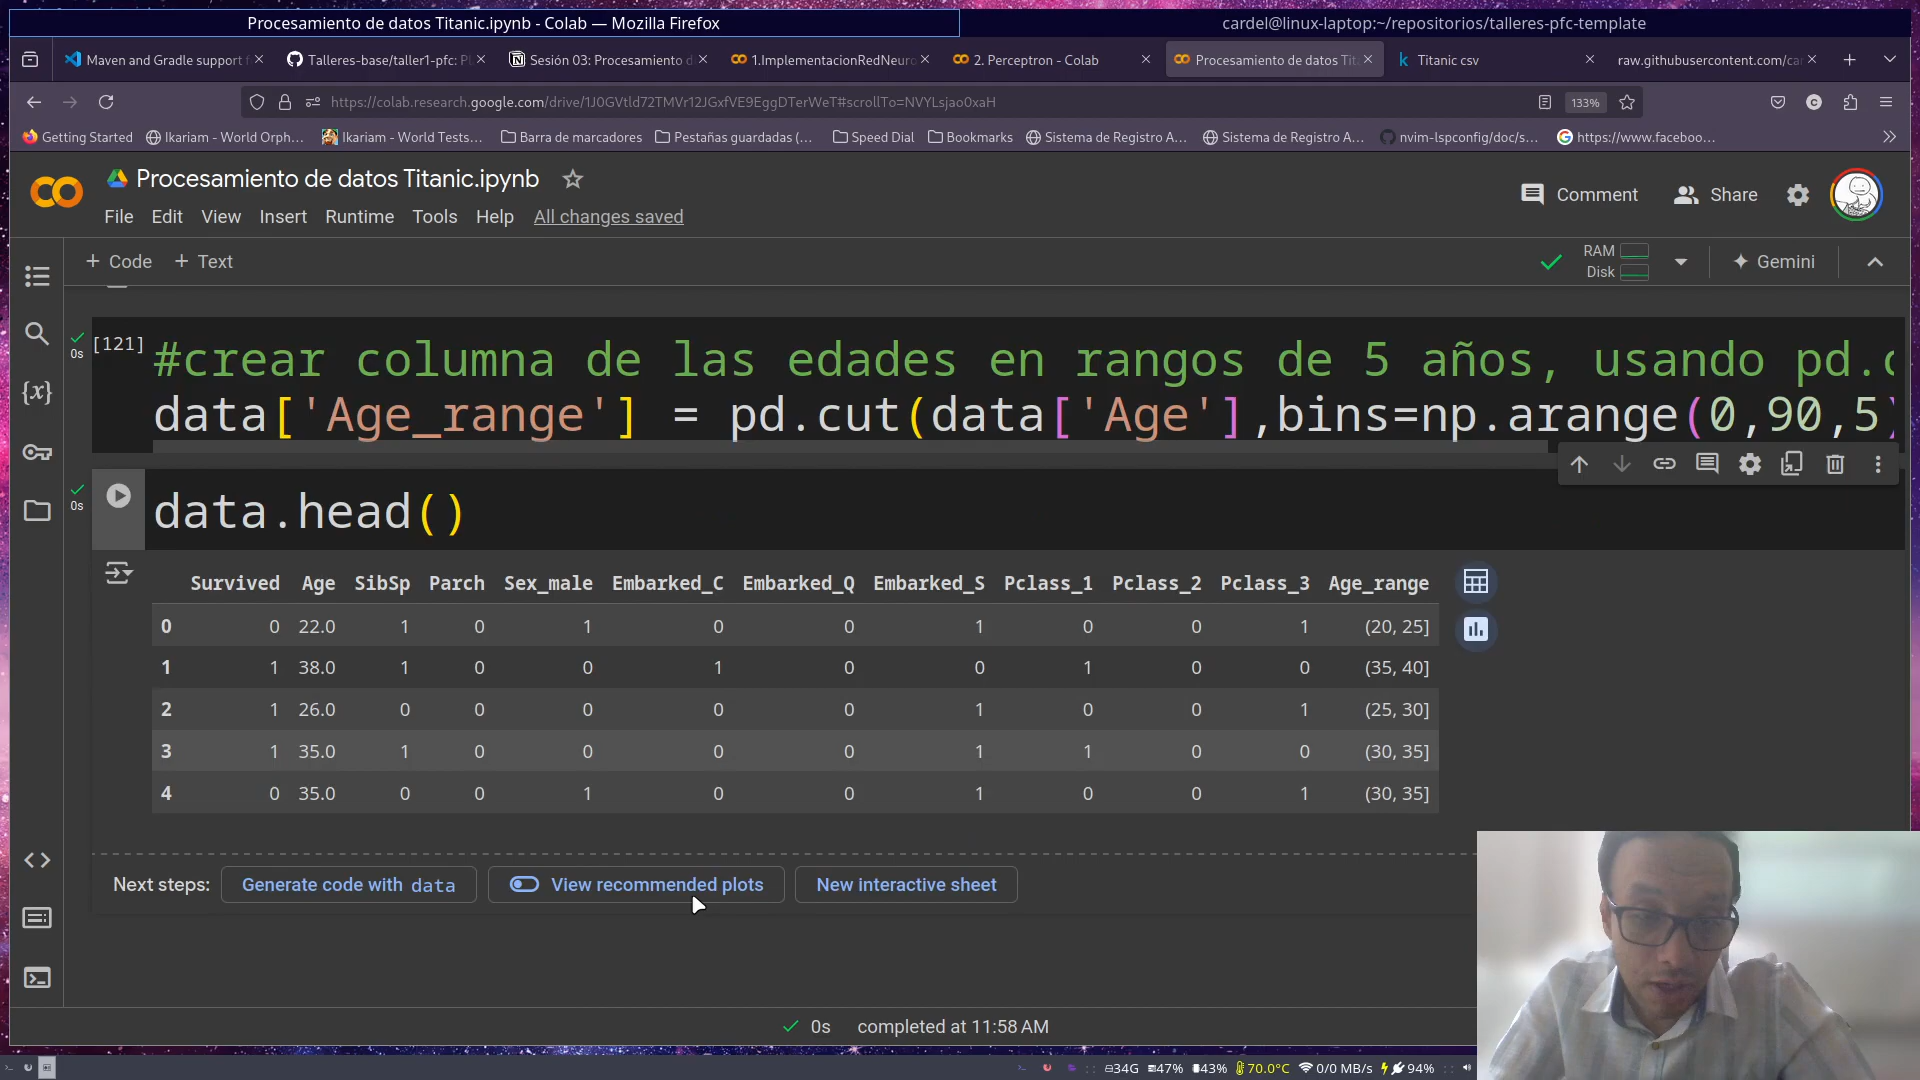 Procesamiento de datos Titanic.ipynb - Colab — Mozilla Firefox
cardel@linux-laptop:~/repositorios/talleres-pfc-template
Maven and Gradle support f
Talleres-base/taller1-pfc: Pl
Sesión 03: Procesamiento d
1.ImplementacionRedNeuro
2. Perceptron - Colab
Procesamiento de datos Tit
Titanic csv
raw.githubusercontent.com/car
https://colab.research.google.com/drive/1J0GVtld72TMVr12JGxfVE9EggDTerWeT#scrollTo=NVYLsjao0xaH
133%
Getting Started
Ikariam - World Orph...
Ikariam - World Tests...
Barra de marcadores
Pestañas guardadas (...
Speed Dial
Bookmarks
Sistema de Registro A...
Sistema de Registro A...
nvim-lspconfig/doc/s...
https://www.faceboo...
Procesamiento de datos Titanic.ipynb
File Edit View Insert Runtime Tools Help All changes saved
Comment
Share
+ Code + Text
RAM
Disk
Gemini
[121]
0s
#crear columna de las edades en rangos de 5 años, usando pd.c
data['Age_range'] = pd.cut(data['Age'],bins=np.arange(0,90,5)
0s
data.head()
Survived Age SibSp Parch Sex_male Embarked_C Embarked_Q Embarked_S Pclass_1 Pclass_2 Pclass_3 Age_range
0 0 22.0 1 0 1 0 0 1 0 0 1 (20, 25]
1 1 38.0 1 0 0 1 0 0 1 0 0 (35, 40]
2 1 26.0 0 0 0 0 0 1 0 0 1 (25, 30]
3 1 35.0 1 0 0 0 0 1 1 0 0 (30, 35]
4 0 35.0 0 0 1 0 0 1 0 0 1 (30, 35]
Next steps: Generate code with data View recommended plots New interactive sheet
0s completed at 11:58 AM
34G 47% 43% 70.0°C 0/0 MB/s 94%